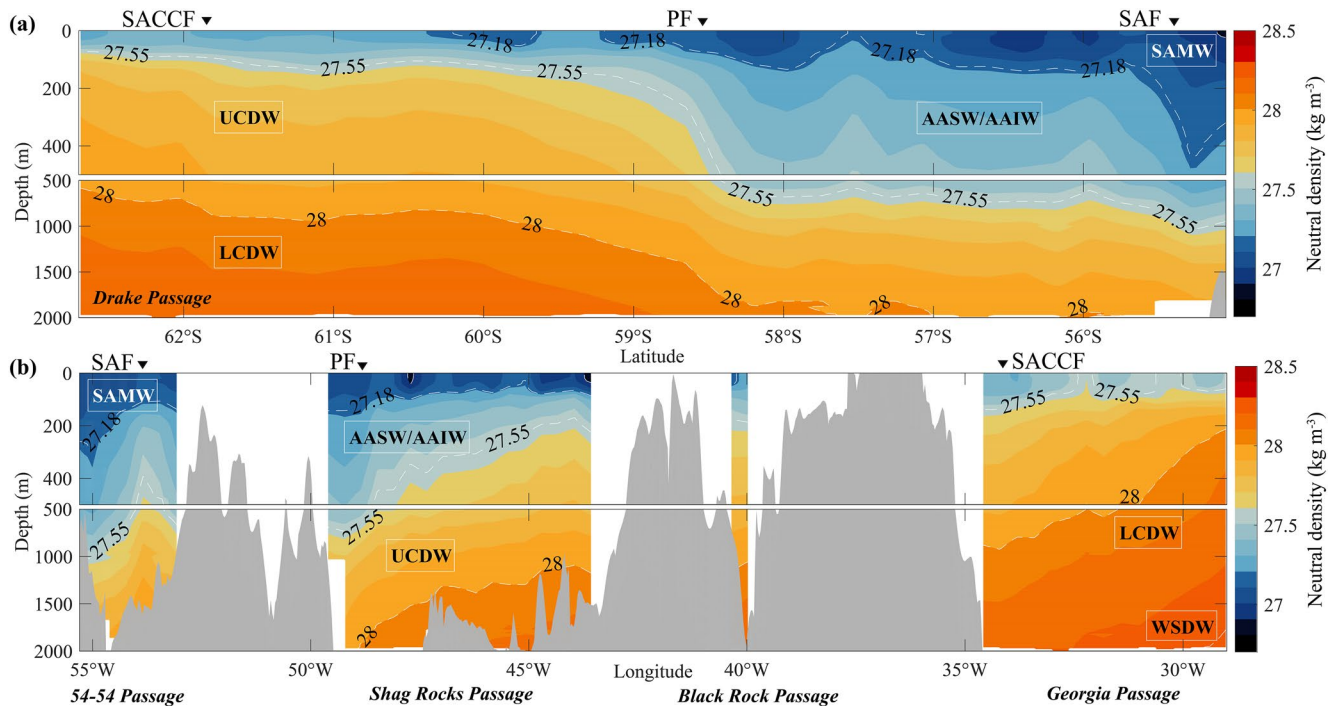 (a)
SACCF
PF
SAF
0
200
400
500
1000
1500
2000
Depth (m)
27.55
27.55
27.55
27.18
27.18
27.18
27.18
SAMW
UCDW
AASW/AAIW
27.55
27.55
27.55
28
28
28
28
28
28
LCDW
Drake Passage
62°S
61°S
60°S
59°S
58°S
57°S
56°S
Latitude
28.5
28
27.5
27
Neutral density (kg m⁻³)
(b)
SAF
PF
SACCF
0
200
400
500
1000
1500
2000
Depth (m)
SAMW
27.18
27.18
AASW/AAIW
27.55
27.55
27.55
28
27.55
27.55
UCDW
28
28
LCDW
WSDW
55°W
50°W
45°W
40°W
35°W
30°W
Longitude
54-54 Passage
Shag Rocks Passage
Black Rock Passage
Georgia Passage
28.5
28
27.5
27
Neutral density (kg m⁻³)